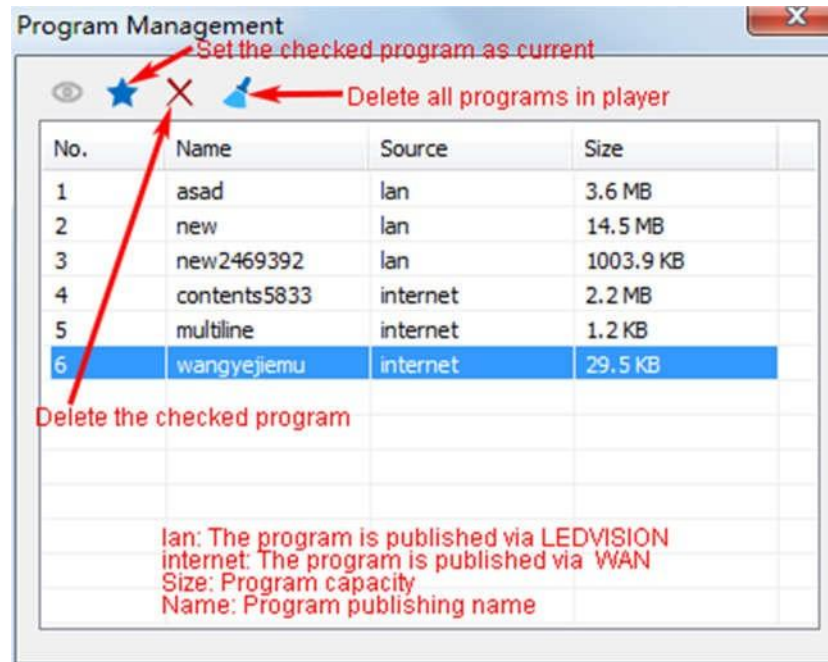 Program Management
Set the checked program as current
Delete all programs in player
No. Name Source Size
1 asad lan 3.6 MB
2 new lan 14.5 MB
3 new2469392 lan 1003.9 KB
4 contents5833 internet 2.2 MB
5 multiline internet 1.2 KB
6 wangyejiemu internet 29.5 KB
Delete the checked program
lan: The program is published via LEDVISION
internet: The program is published via WAN
Size: Program capacity
Name: Program publishing name